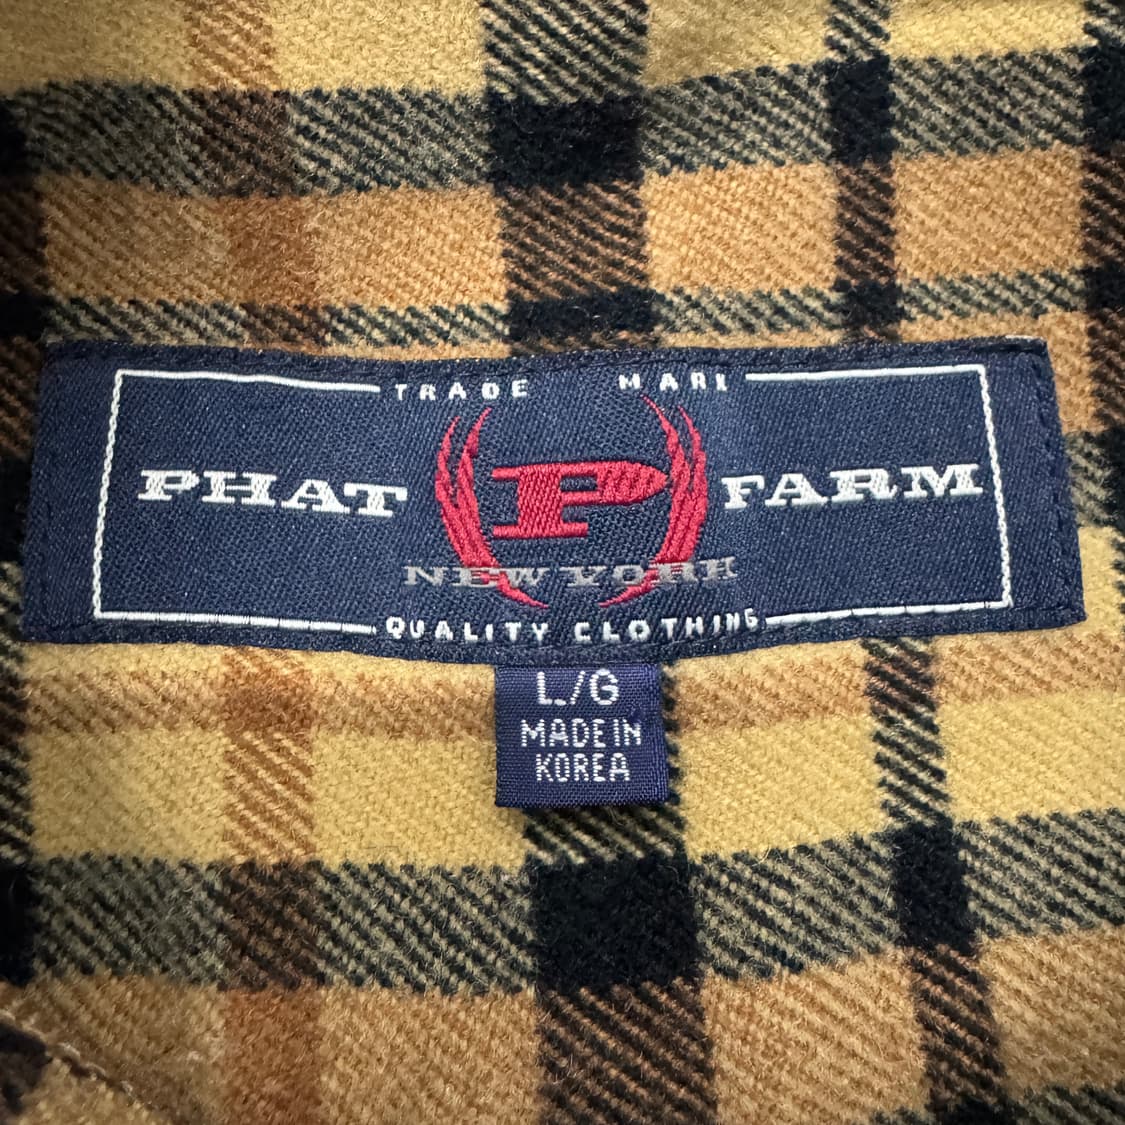 TRADE MARK
PHAT P FARM
NEW YORK
QUALITY CLOTHING
L/G
MADE IN
KOREA